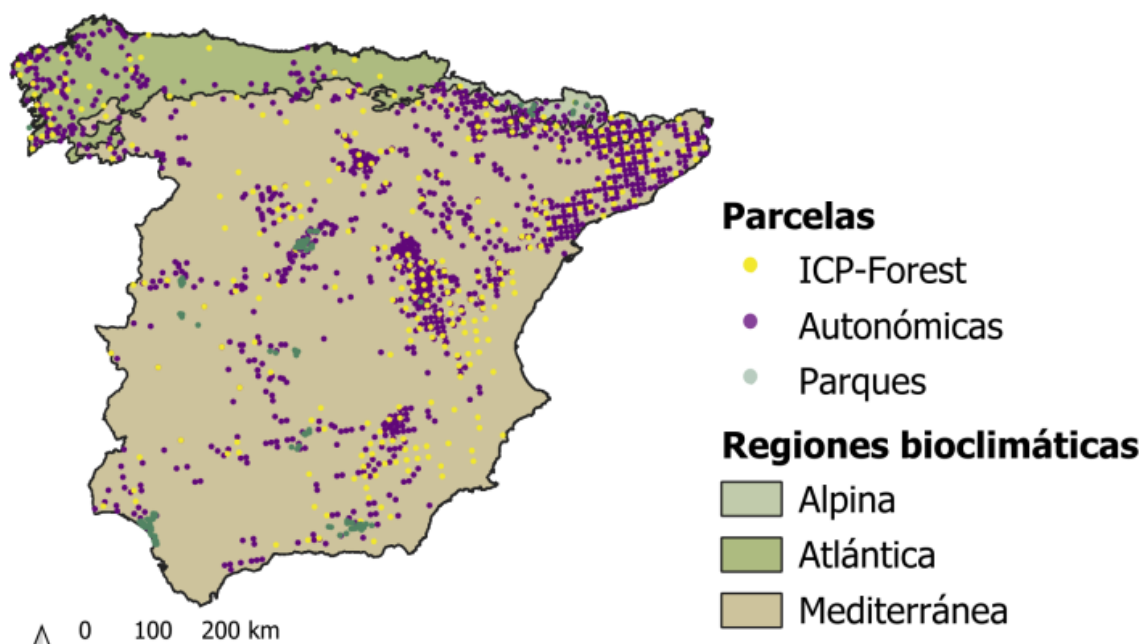 Parcelas
ICP-Forest
Autonómicas
Parques
Regiones bioclimáticas
Alpina
Atlántica
Mediterránea
0 100 200 km